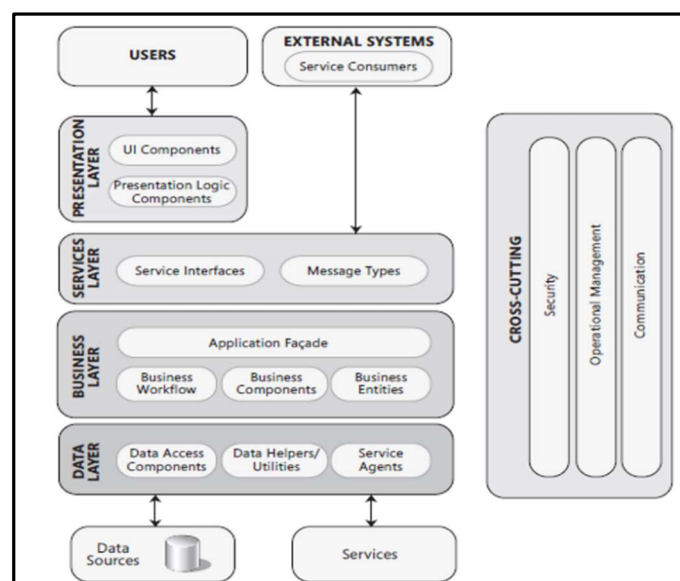 USERS
EXTERNAL SYSTEMS
Service Consumers
PRESENTATION
LAYER
UI Components
Presentation Logic
Components
SERVICES
LAYER
Service Interfaces
Message Types
BUSINESS
LAYER
Application Façade
Business
Workflow
Business
Components
Business
Entities
DATA
LAYER
Data Access
Components
Data Helpers/
Utilities
Service
Agents
Data
Sources
Services
CROSS-CUTTING
Security
Operational Management
Communication